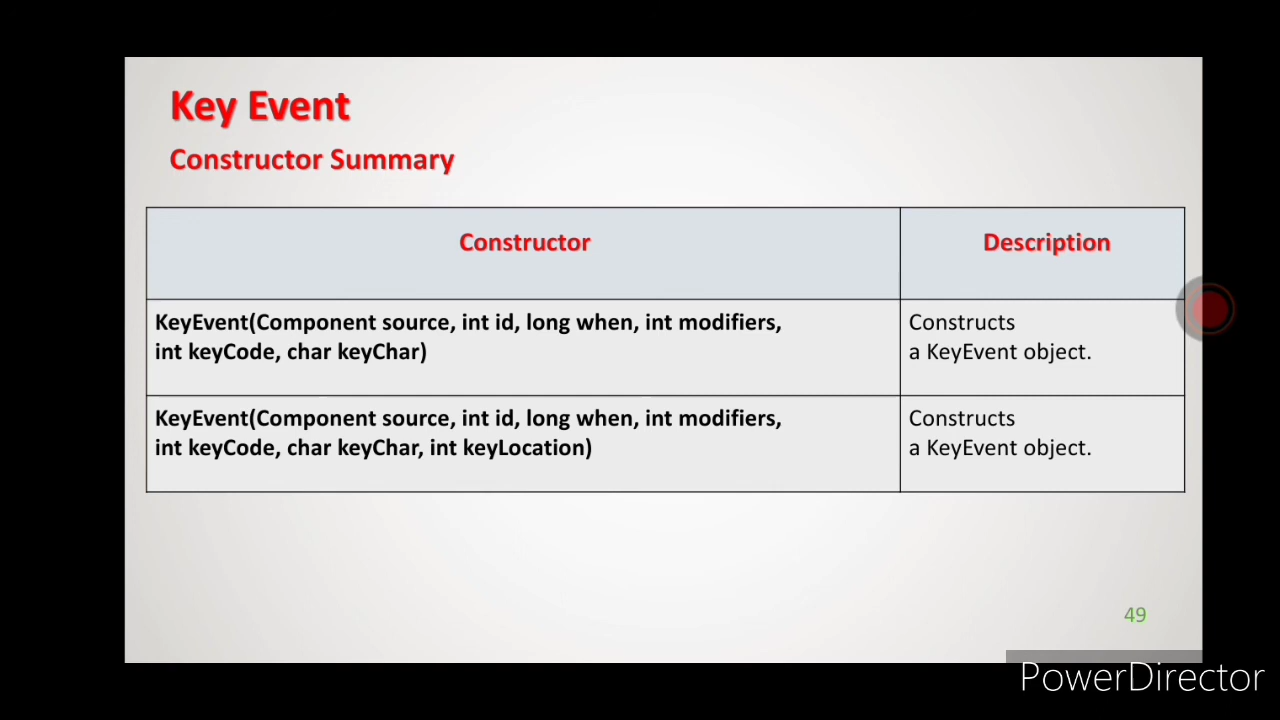 Key Event
Constructor Summary
Constructor
Description
KeyEvent(Component source, int id, long when, int modifiers,
int keyCode, char keyChar)
Constructs
a KeyEvent object.
KeyEvent(Component source, int id, long when, int modifiers,
int keyCode, char keyChar, int keyLocation)
Constructs
a KeyEvent object.
49
PowerDirector